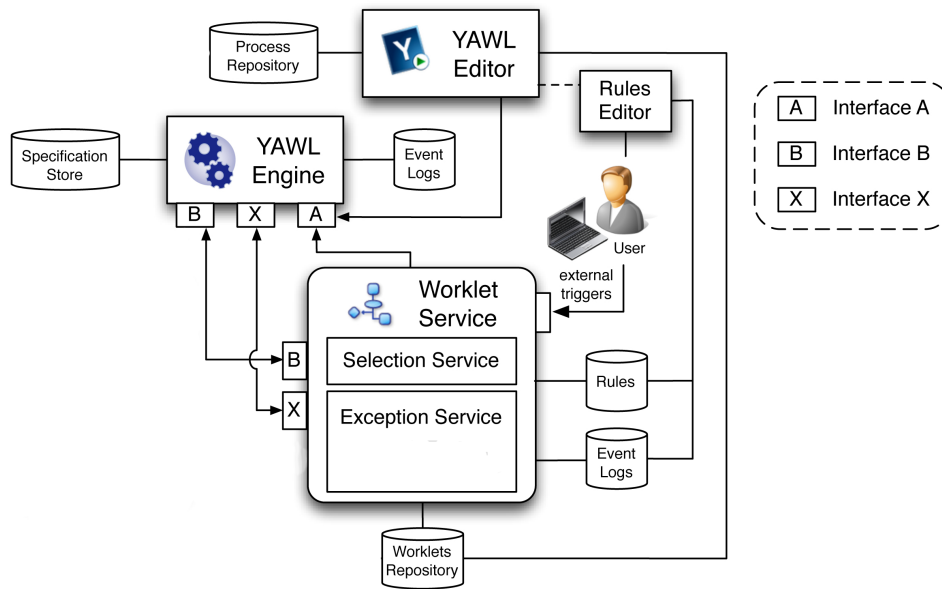 Process
Repository
Y
YAWL
Editor
Rules
Editor
A
Interface A
B
Interface B
X
Interface X
Specification
Store
YAWL
Engine
Event
Logs
B
X
A
User
external
triggers
Worklet
Service
B
Selection Service
X
Exception Service
Rules
Event
Logs
Worklets
Repository